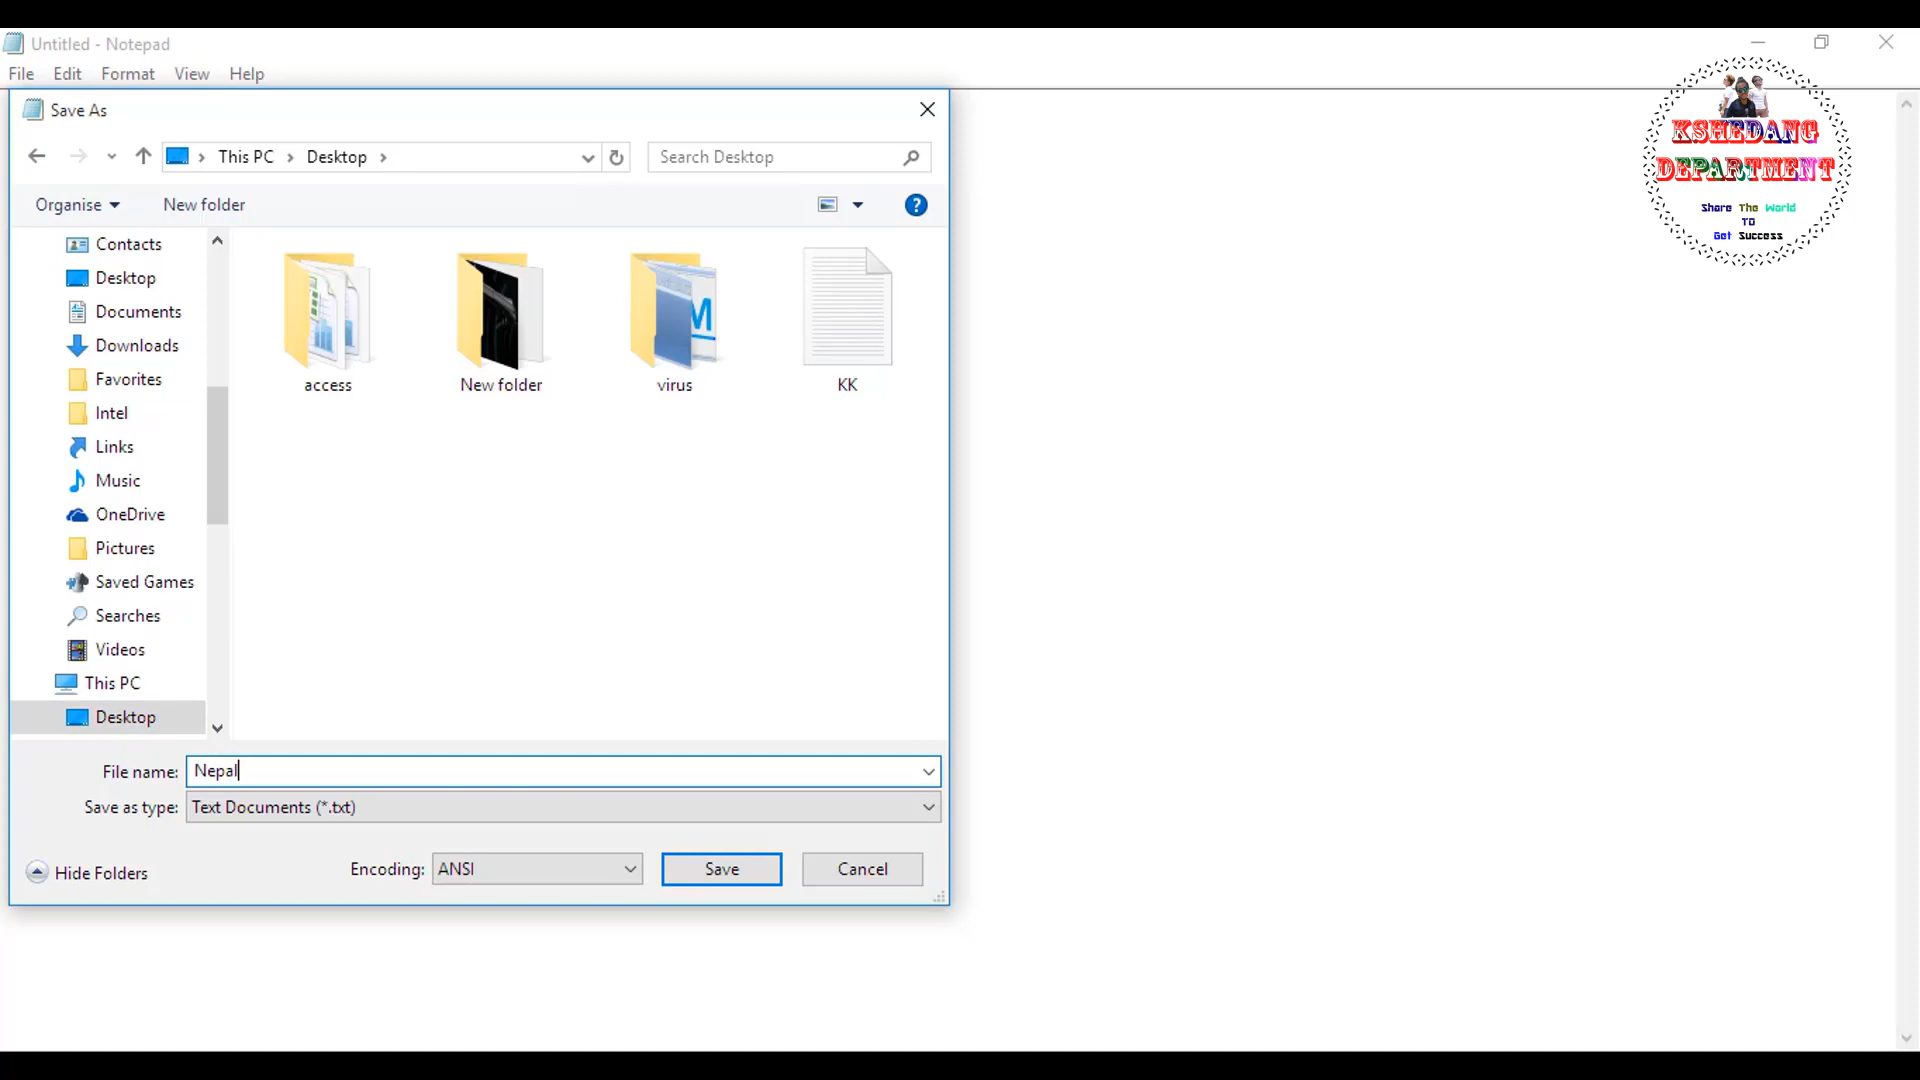 Untitled - Notepad
File Edit Format View Help
Save As
This PC Desktop
Search Desktop
Organise New folder
Contacts
Desktop
Documents
Downloads
Favorites
Intel
Links
Music
OneDrive
Pictures
Saved Games
Searches
Videos
This PC
Desktop
M
access New folder virus KK
File name: Nepal
Save as type: Text Documents (*.txt)
Hide Folders Encoding: ANSI Save Cancel
KSHEDANG
DEPARTMENT
Share The World
TO
Get Success